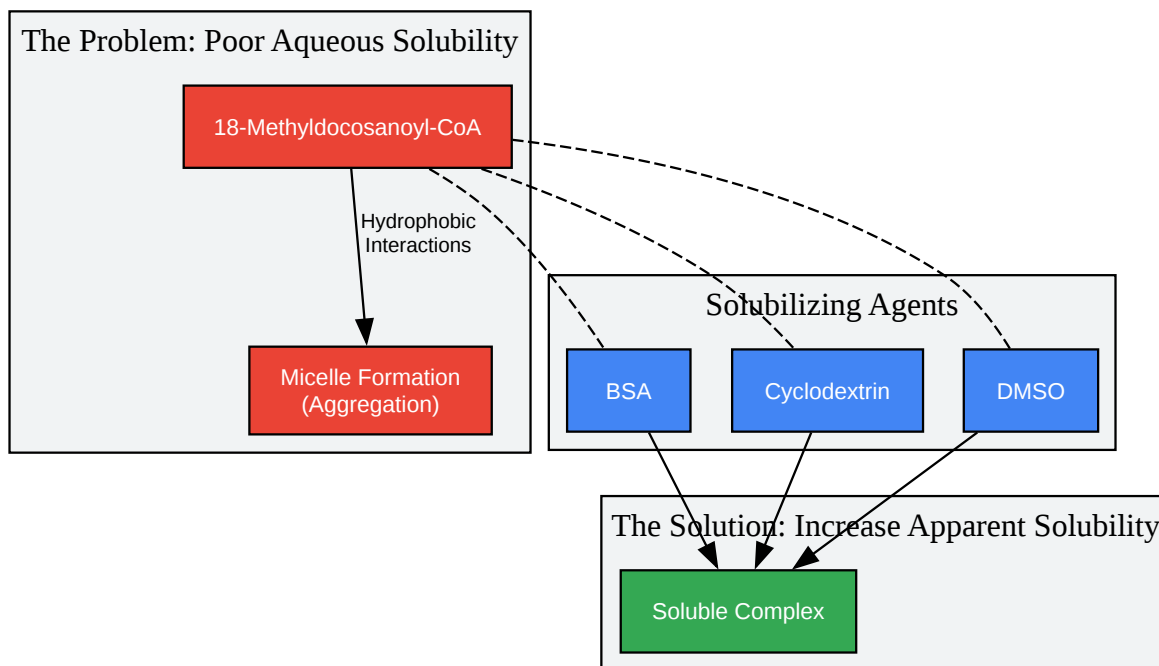 The Problem: Poor Aqueous Solubility
18-Methyldocosanoyl-CoA
Hydrophobic
Interactions
Micelle Formation
(Aggregation)
Solubilizing Agents
BSA
Cyclodextrin
DMSO
The Solution: Increase Apparent Solubility
Soluble Complex